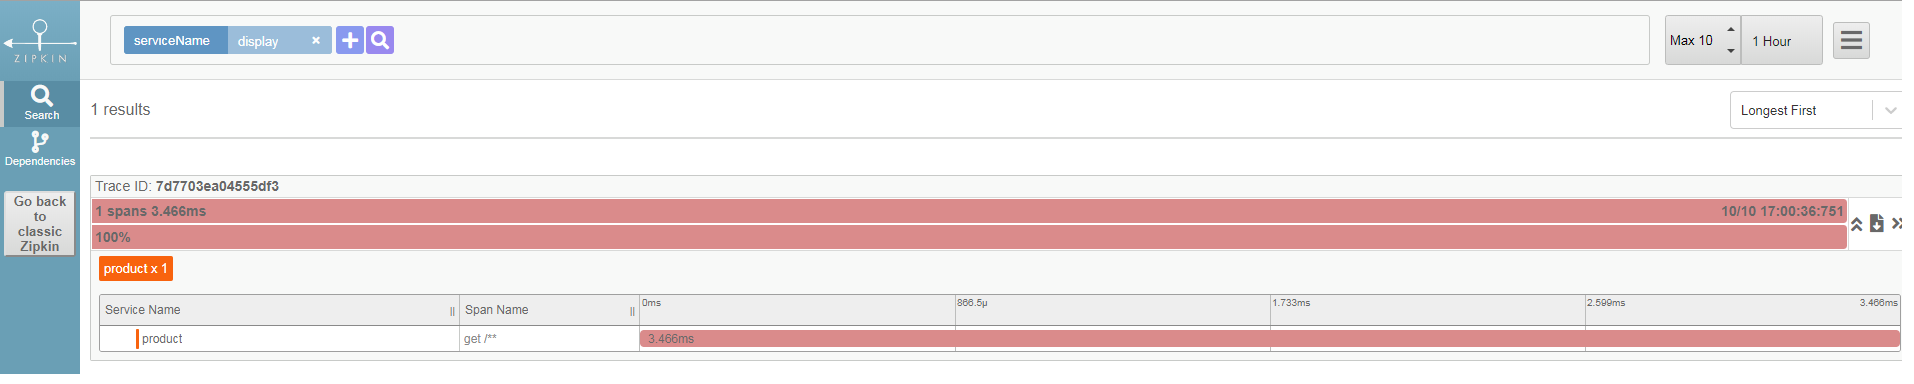 serviceName display ×
Max 10
1 Hour
ZIPKIN
Search
Dependencies
Go back
to
classic
Zipkin
1 results
Longest First
Trace ID: 7d7703ea04555df3
1 spans 3.466ms 10/10 17:00:36:751
100%
product x 1
Service Name Span Name 0ms 866.5μ 1.733ms 2.599ms 3.466ms
product get /** 3.466ms